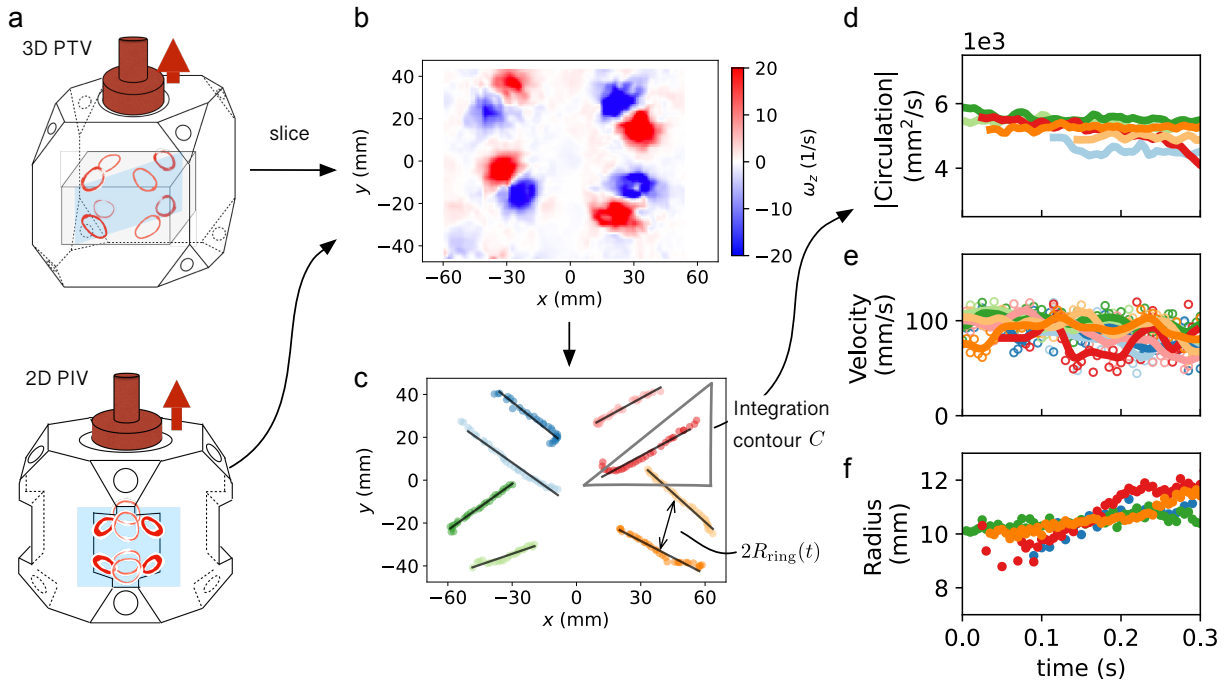 a
3D PTV
slice
2D PIV
b
40
20
0
−20
−40
−60
−30
0
30
60
y (mm)
x (mm)
20
10
0
−10
−20
ω_z (1/s)
c
40
20
0
−20
−40
−60
−30
0
30
60
y (mm)
x (mm)
Integration
contour C
2R_ring(t)
d
1e3
6
4
|Circulation|
(mm²/s)
e
100
0
Velocity
(mm/s)
f
12
10
8
Radius
(mm)
0.0
0.1
0.2
0.3
time (s)